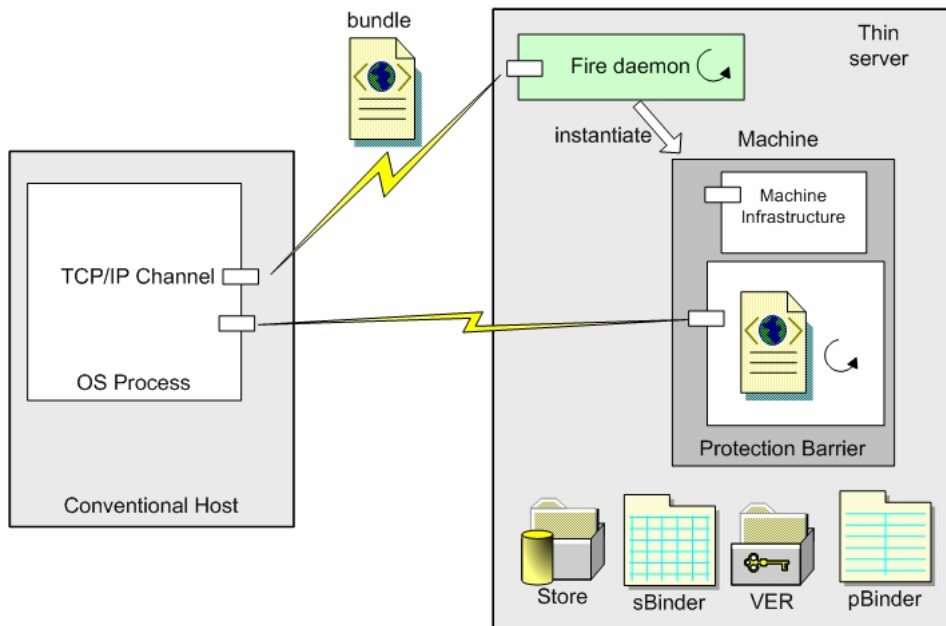 bundle
Thin
server
Fire daemon
instantiate
Machine
Machine
Infrastructure
TCP/IP Channel
OS Process
Protection Barrier
Conventional Host
Store
sBinder
VER
pBinder